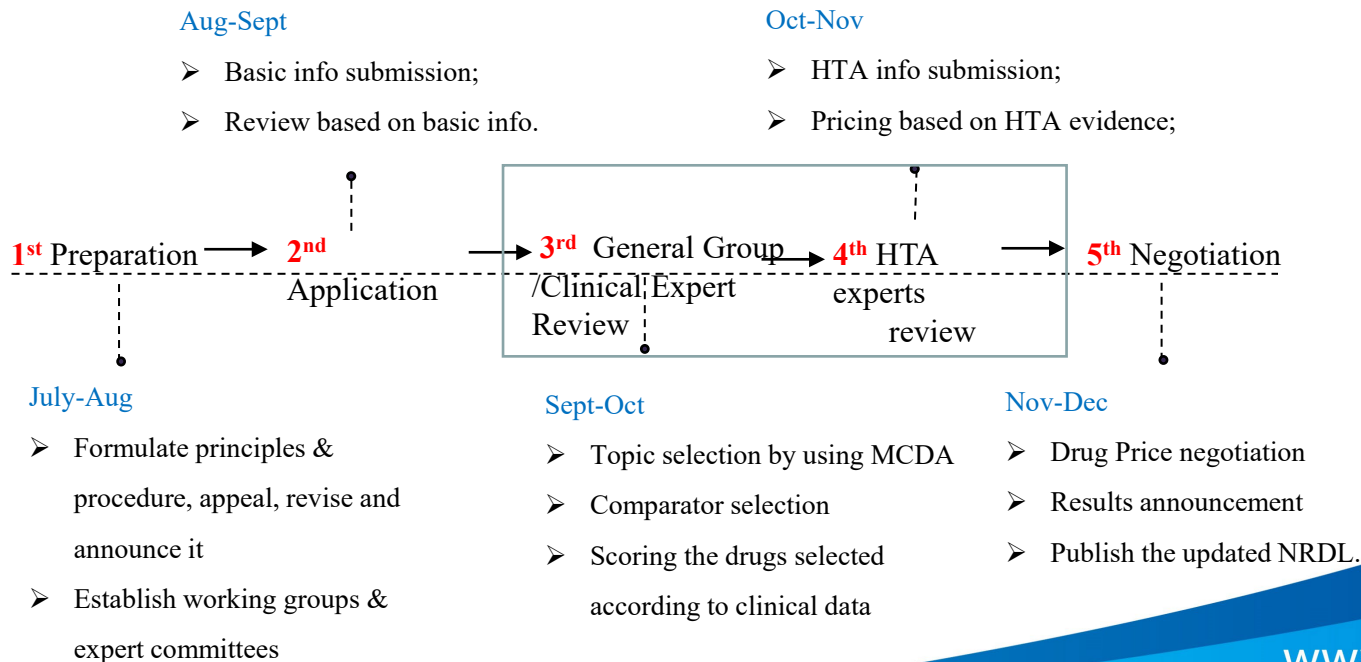 Aug-Sept
➢ Basic info submission;
➢ Review based on basic info.
Oct-Nov
➢ HTA info submission;
➢ Pricing based on HTA evidence;
1st Preparation
2nd
Application
3rd General Group
/Clinical Expert
Review
4th HTA
experts
review
5th Negotiation
July-Aug
➢ Formulate principles &
procedure, appeal, revise and
announce it
➢ Establish working groups &
expert committees
Sept-Oct
➢ Topic selection by using MCDA
➢ Comparator selection
➢ Scoring the drugs selected
according to clinical data
Nov-Dec
➢ Drug Price negotiation
➢ Results announcement
➢ Publish the updated NRDL.